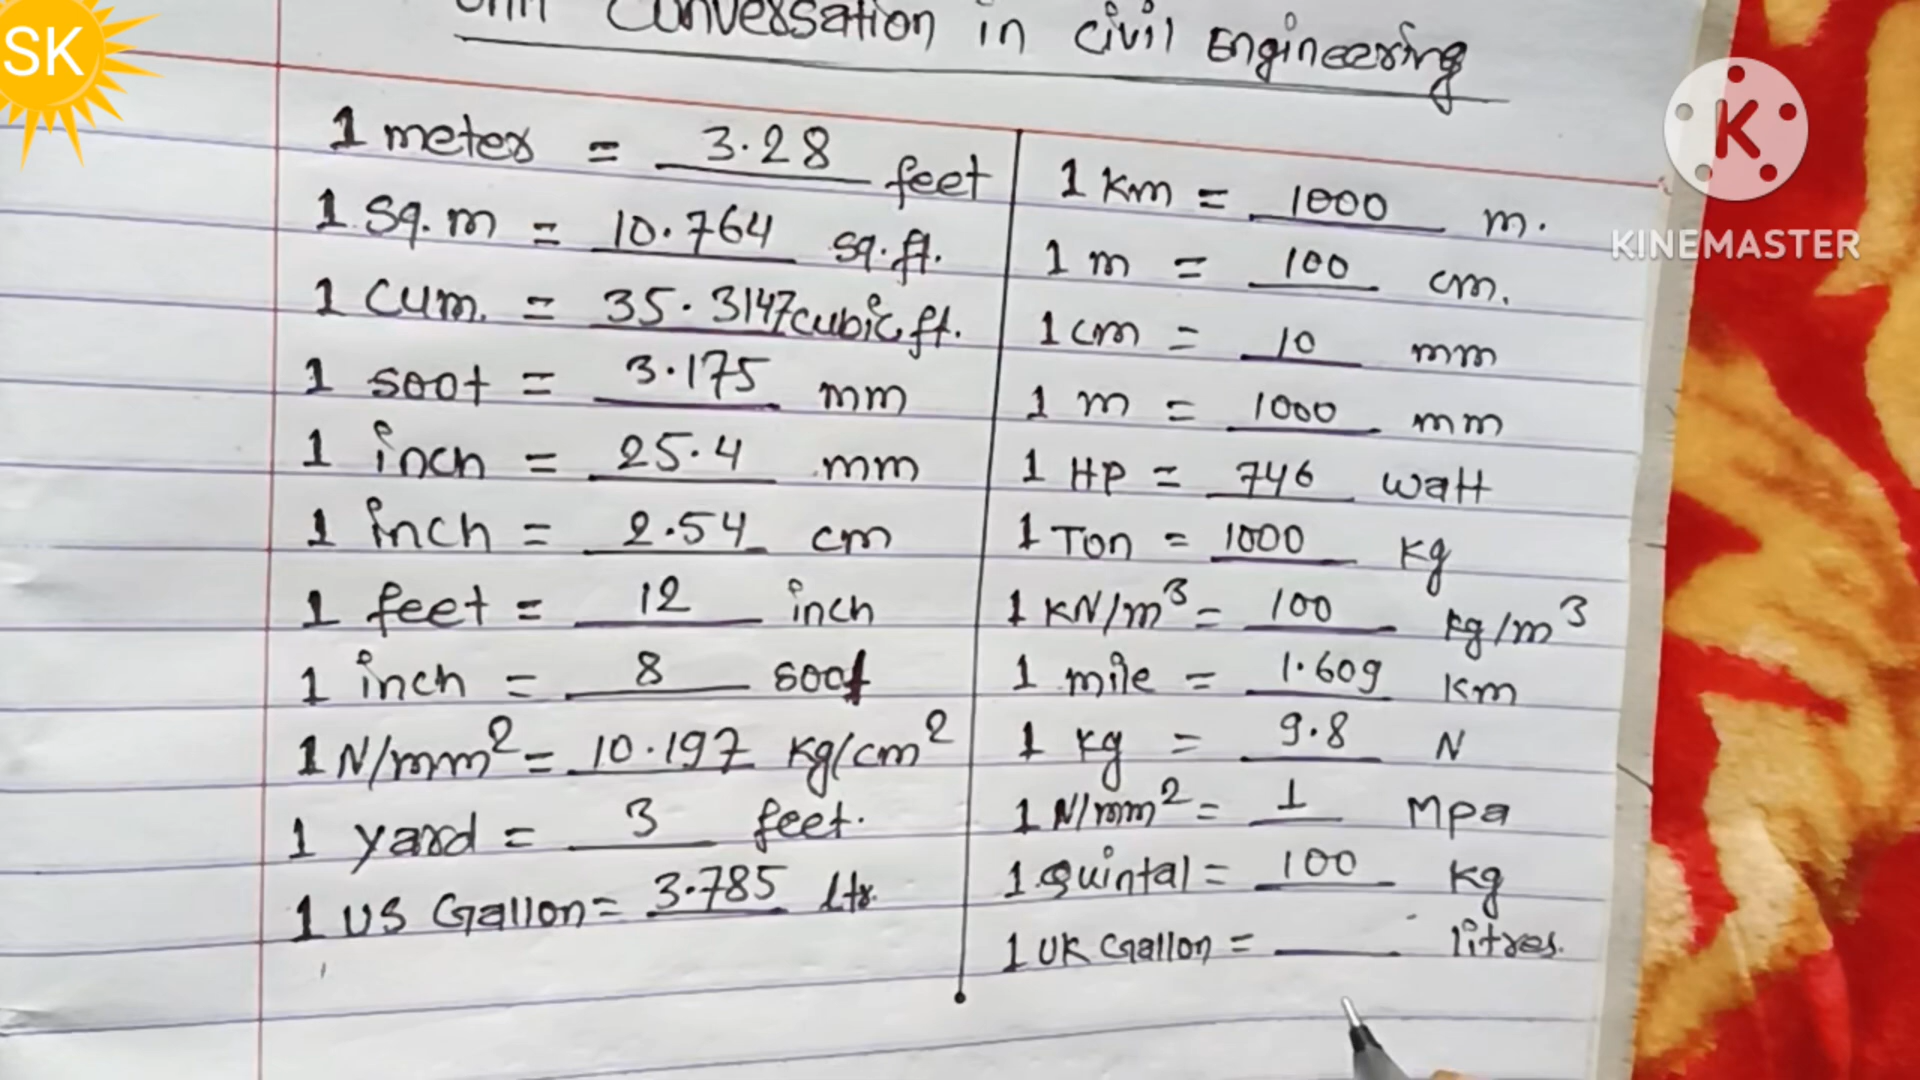 SK
Unit Conversation in Civil Engineering
1 meter = 3.28 feet
1 Sq.m = 10.764 sq.ft.
1 Cum. = 35.3147 cubic ft.
1 soot = 3.175 mm
1 inch = 25.4 mm
1 inch = 2.54 cm
1 feet = 12 inch
1 inch = 8 soot
1 N/mm² = 10.197 kg/cm²
1 yard = 3 feet.
1 US Gallon = 3.785 ltr.
1 Km = 1000 m.
1 m = 100 cm.
1 cm = 10 mm
1 m = 1000 mm
1 HP = 746 watt
1 Ton = 1000 kg
1 KN/m³ = 100 kg/m³
1 mile = 1.609 Km
1 kg = 9.8 N
1 N/mm² = 1 Mpa
1 Quintal = 100 kg
1 UK Gallon = ____ litres.
K
KINEMASTER